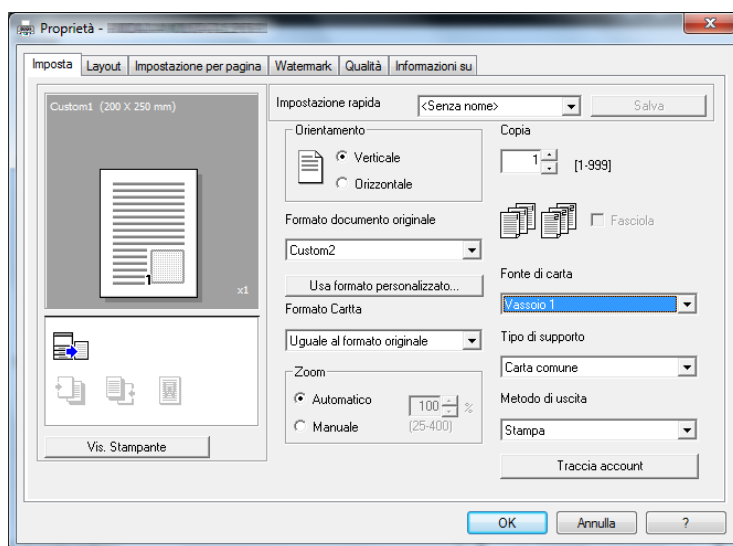 Proprietà -
Imposta Layout Impostazione per pagina Watermark Qualità Informazioni su
Custom1 (200 X 250 mm)
1
x1
Vis. Stampante
Impostazione rapida <Senza nome> Salva
Orientamento
Verticale
Orizzontale
Formato documento originale
Custom2
Usa formato personalizzato...
Formato Cartta
Uguale al formato originale
Zoom
Automatico
100 %
Manuale (25-400)
Copia
1 [1-999]
Fasciola
Fonte di carta
Vassoio 1
Tipo di supporto
Carta comune
Metodo di uscita
Stampa
Traccia account
OK Annulla ?